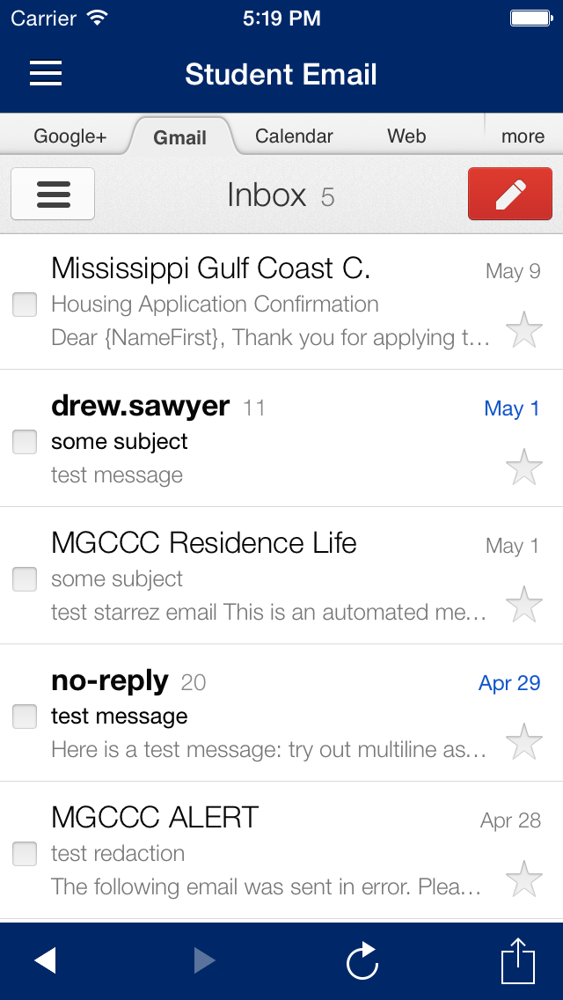 Carrier 5:19 PM
Student Email
Google+ Gmail Calendar Web more
Inbox 5
Mississippi Gulf Coast C. May 9
Housing Application Confirmation
Dear {NameFirst}, Thank you for applying t…
drew.sawyer 11 May 1
some subject
test message
MGCCC Residence Life May 1
some subject
test starrez email This is an automated me…
no-reply 20 Apr 29
test message
Here is a test message: try out multiline as…
MGCCC ALERT Apr 28
test redaction
The following email was sent in error. Plea…